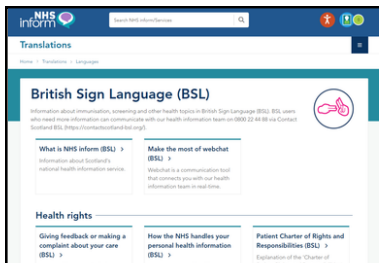 NHS
inform
Search NHS inform/Services
Translations
Home > Translations > Languages
British Sign Language (BSL)
Information about immunisation, screening and other health topics in British Sign Language (BSL). BSL users
who need more information can communicate with our health information team on 0800 22 44 88 via Contact
Scotland BSL (https://contactscotland-bsl.org/).
What is NHS inform (BSL) >
Information about Scotland's
national health information service.
Make the most of webchat
(BSL) >
Webchat is a communication tool
that connects you with our health
information team in real-time.
Health rights
Giving feedback or making a
complaint about your care
(BSL) >
How the NHS handles your
personal health information
(BSL) >
Patient Charter of Rights and
Responsibilities (BSL) >
Explanation of the 'Charter of